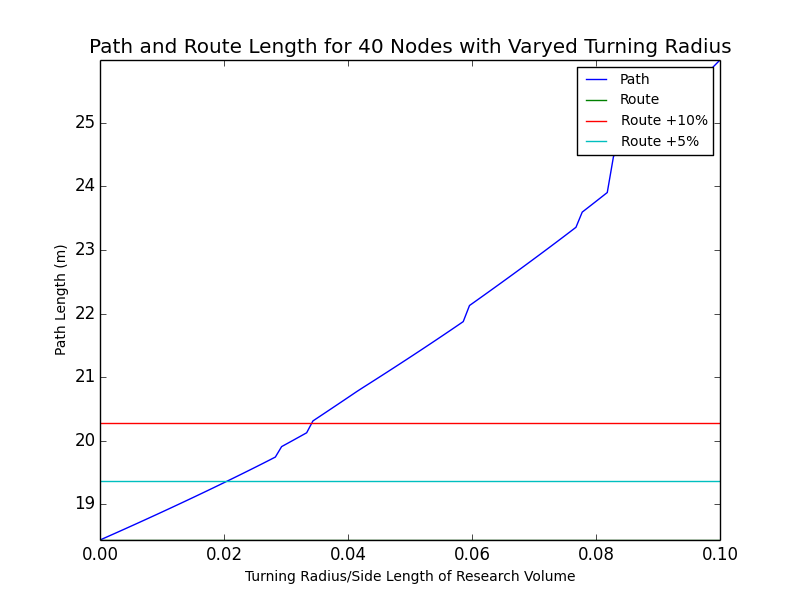 Path and Route Length for 40 Nodes with Varyed Turning Radius
Path
Route
Route +10%
Route +5%
25
24
23
22
21
20
19
Path Length (m)
0.00 0.02 0.04 0.06 0.08 0.10
Turning Radius/Side Length of Research Volume